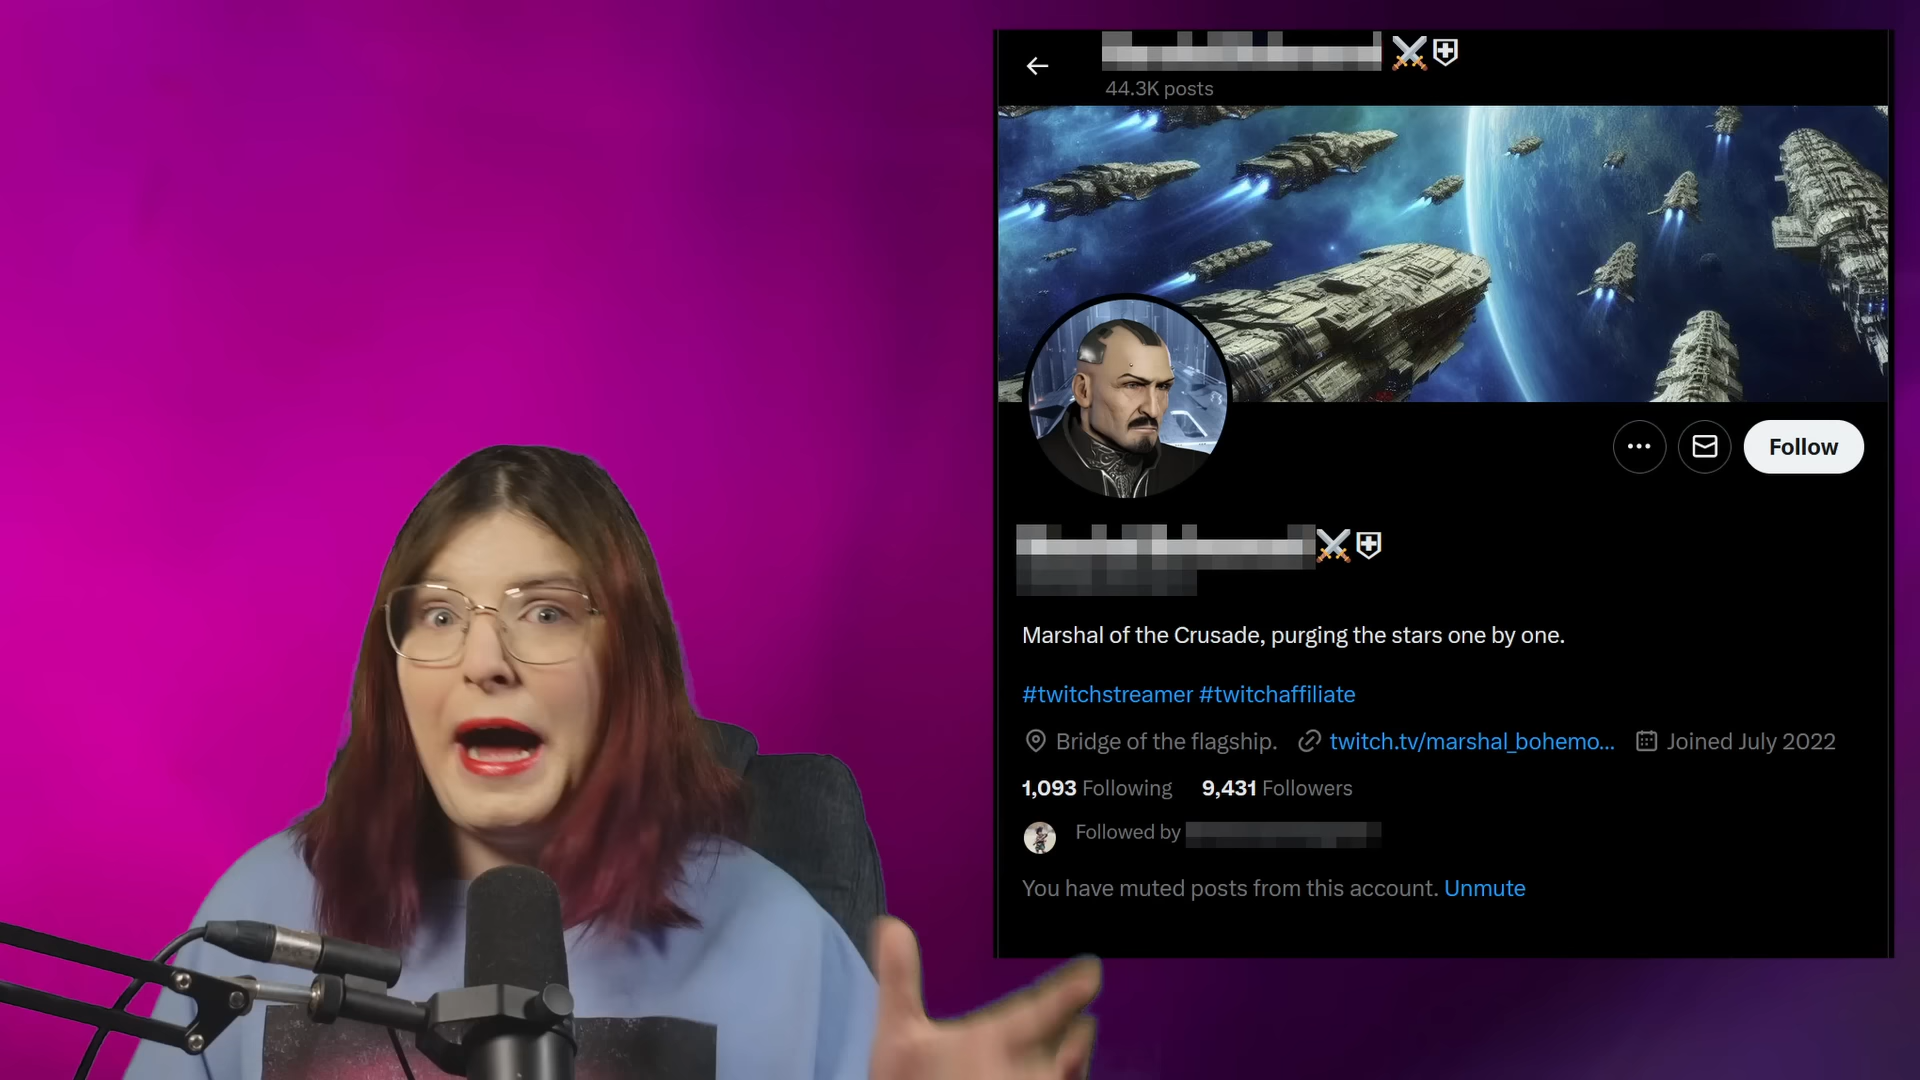 44.3K posts
Follow
Marshal of the Crusade, purging the stars one by one.
#twitchstreamer #twitchaffiliate
Bridge of the flagship. twitch.tv/marshal_bohemo... Joined July 2022
1,093 Following 9,431 Followers
Followed by
You have muted posts from this account. Unmute